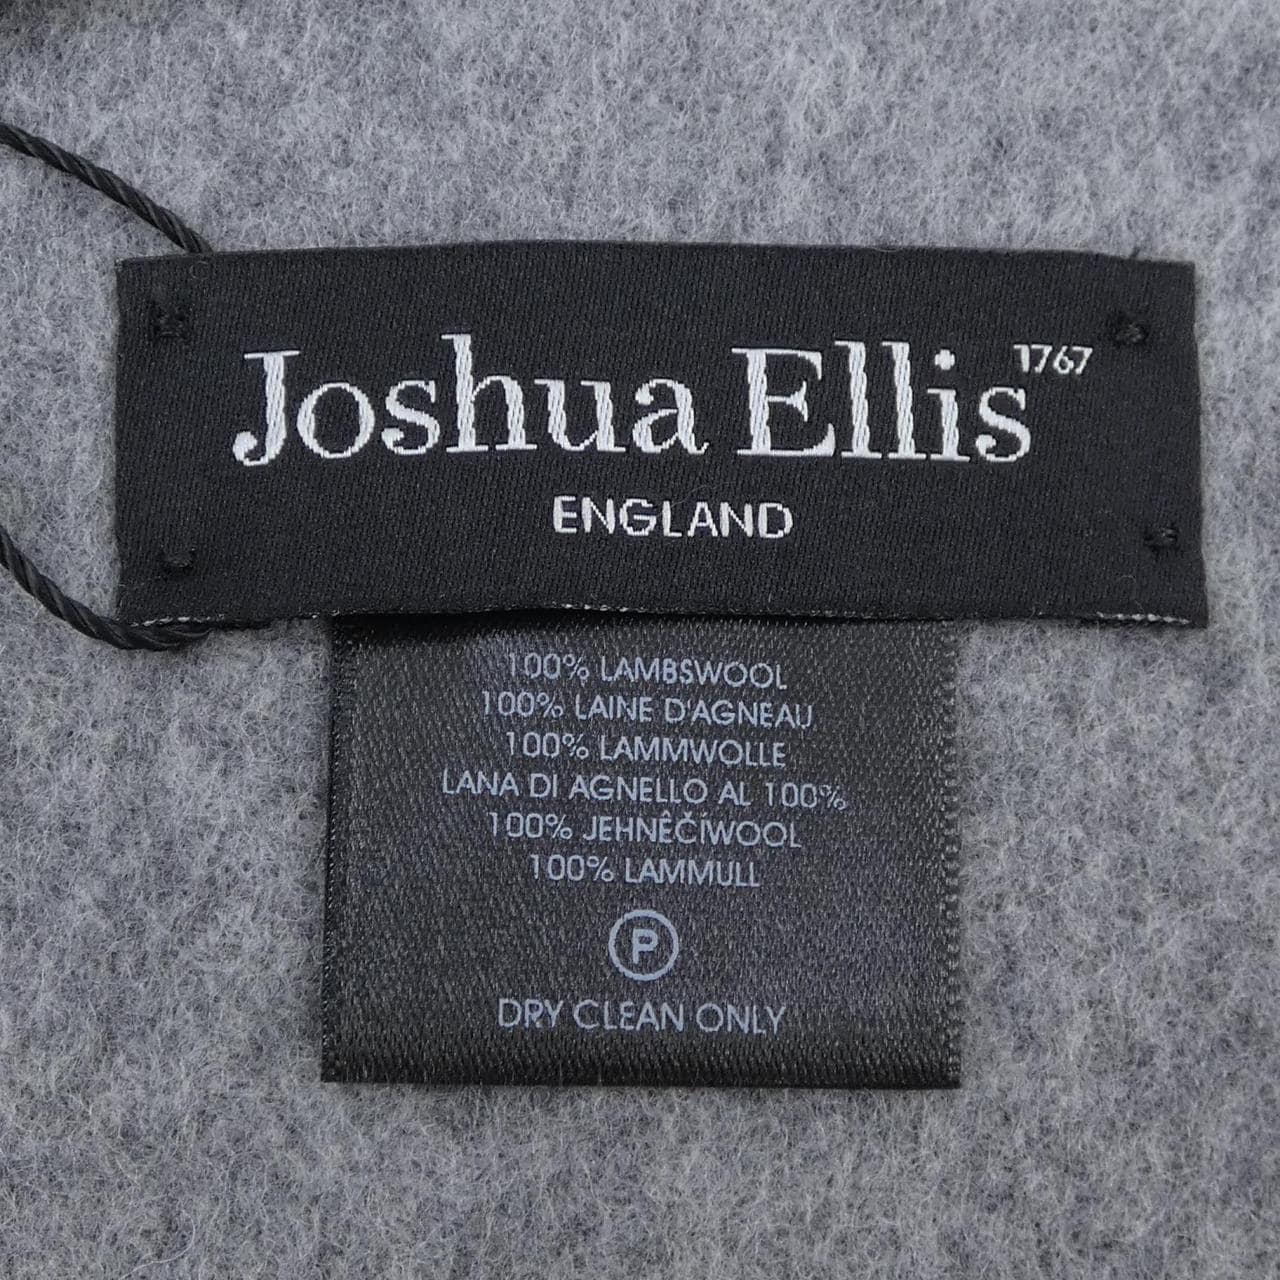 Joshua Ellis 1767
ENGLAND
100% LAMBSWOOL
100% LAINE D'AGNEAU
100% LAMMWOLLE
LANA DI AGNELLO AL 100%
100% JEHNÊČÍWOOL
100% LAMMULL
P
DRY CLEAN ONLY